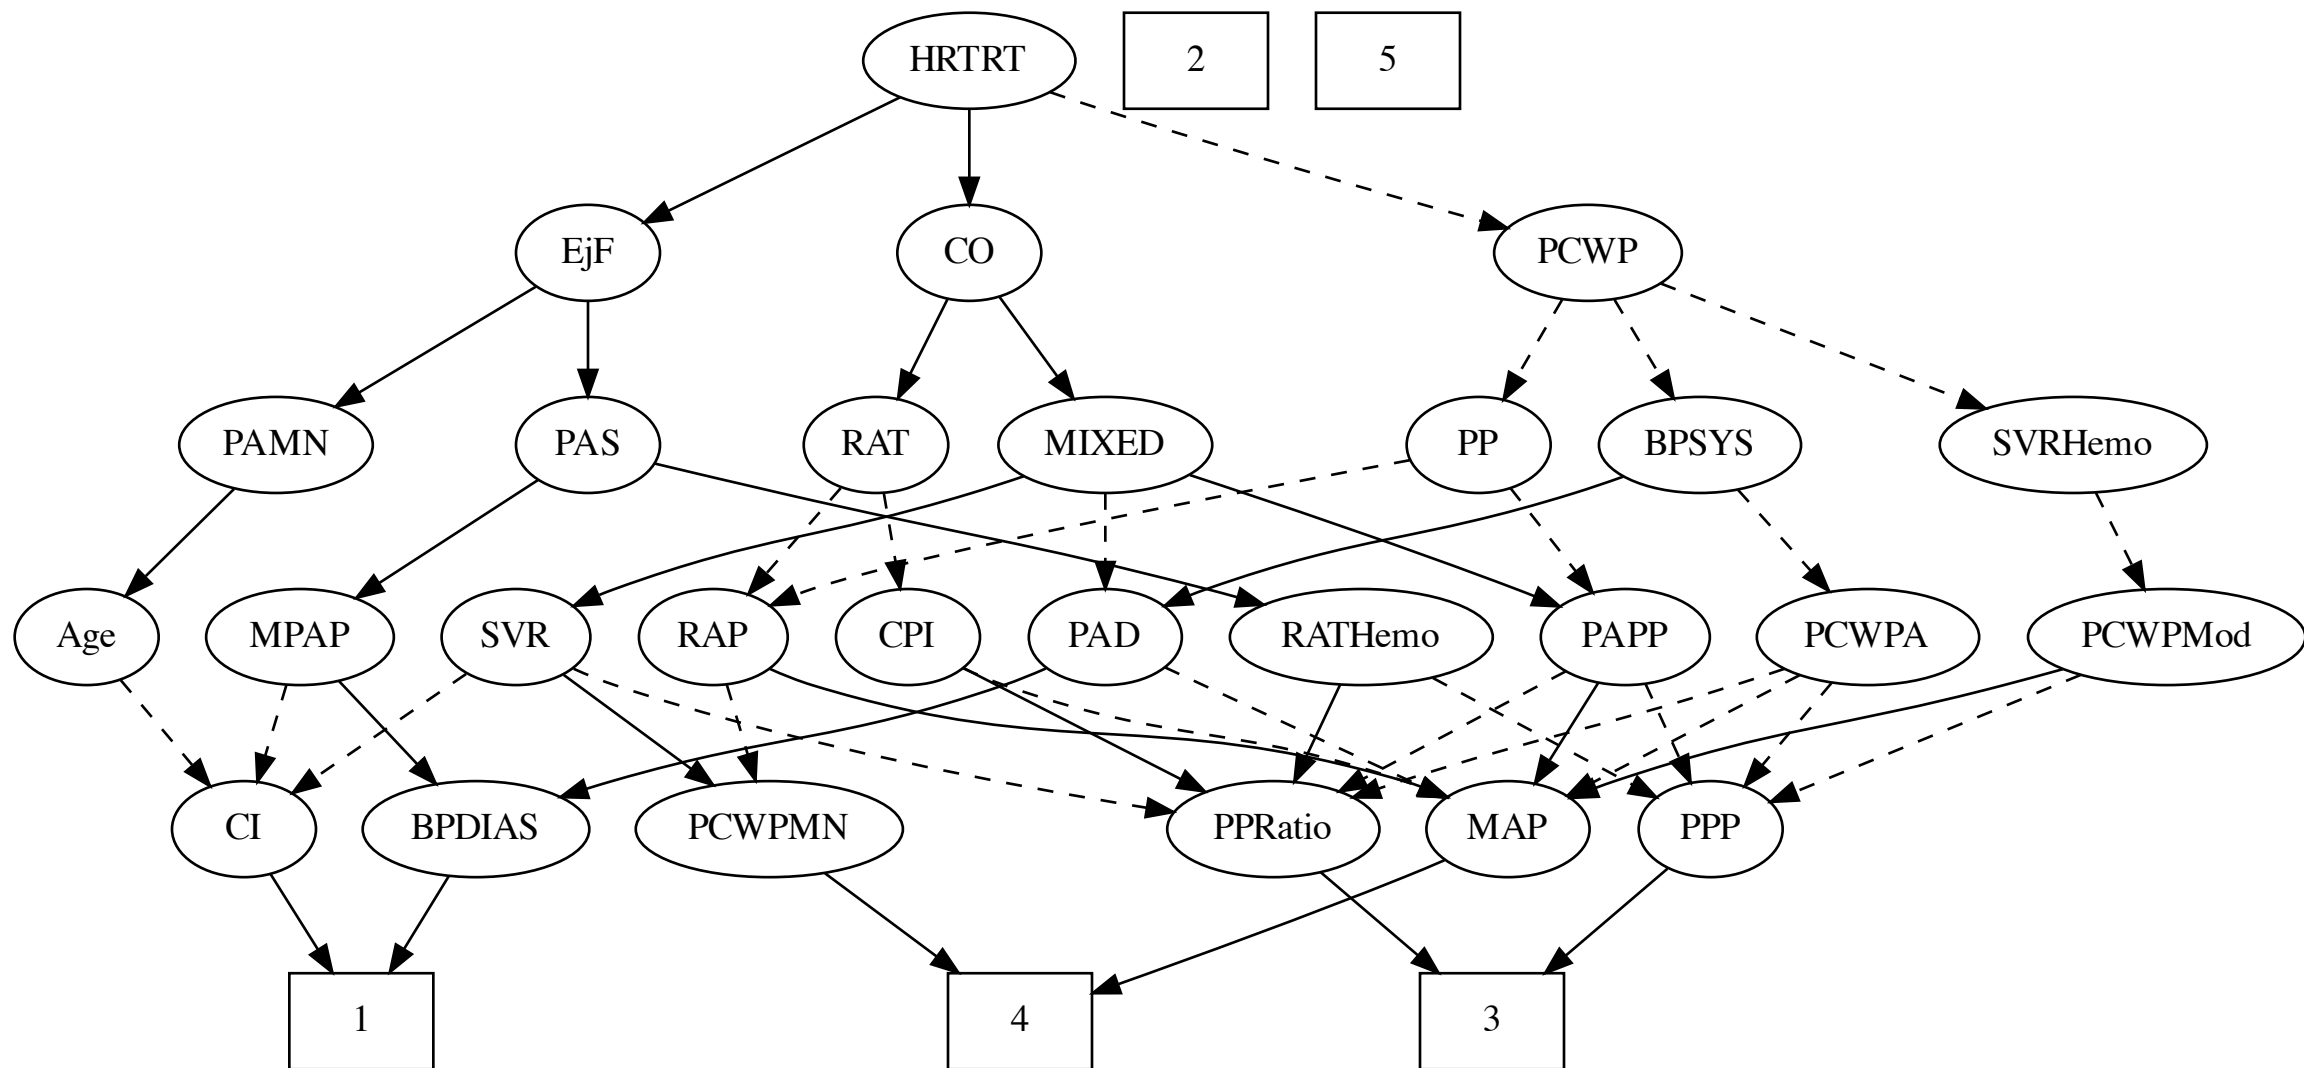 HRTRT
2
5
EjF
CO
PCWP
PAMN
PAS
RAT
MIXED
PP
BPSYS
SVRHemo
Age
MPAP
SVR
RAP
CPI
PAD
RATHemo
PAPP
PCWPA
PCWPMod
CI
BPDIAS
PCWPMN
PPRatio
MAP
PPP
1
4
3